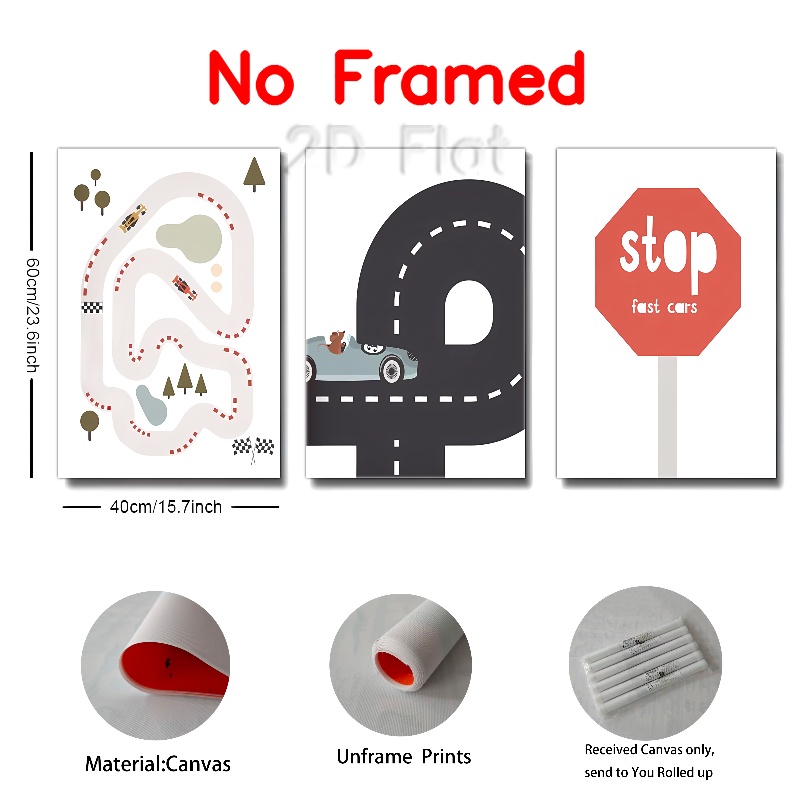 No Framed
2D Flat
60cm/23.6inch
stop
fast cars
40cm/15.7inch
Material:Canvas
Unframe Prints
Received Canvas only,
send to You Rolled up